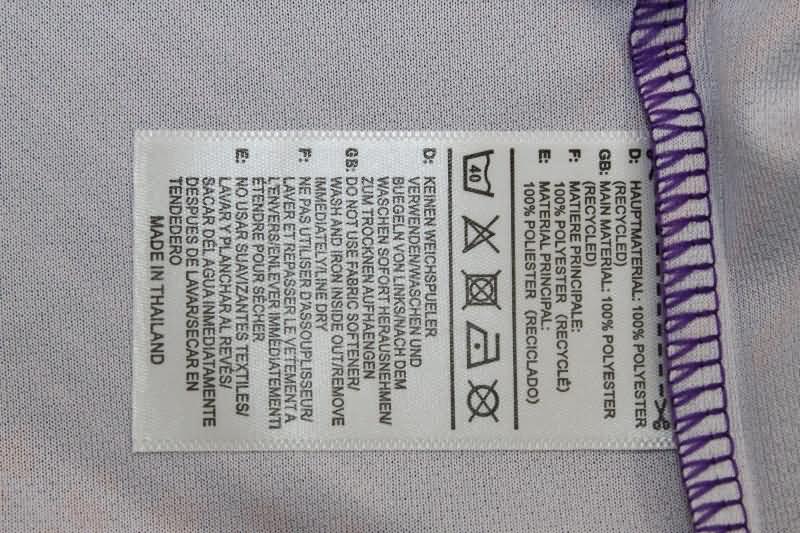 D: HAUPTMATERIAL: 100% POLYESTER
(RECYCLED)
GB: MAIN MATERIAL: 100% POLYESTER
(RECYCLED)
F: MATIERE PRINCIPALE:
100% POLYESTER (RECYCLÉ)
E: MATERIAL PRINCIPAL:
100% POLIESTER (RECICLADO)
40
D: KEINEN WEICHSPUELER
VERWENDEN/WASCHEN UND
BUEGELN VON LINKS/NACH DEM
WASCHEN SOFORT HERAUSNEHMEN/
ZUM TROCKNEN AUFHAENGEN
GB: DO NOT USE FABRIC SOFTENER/
WASH AND IRON INSIDE OUT/REMOVE
IMMEDIATELY/LINE DRY
F: NE PAS UTILISER D'ASSOUPLISSEUR/
LAVER ET REPASSER LE VETEMENT À
L'ENVERS/ENLEVER IMMÉDIATEMENT/
ÉTENDRE POUR SÉCHER
E: NO USAR SUAVIZANTES TEXTILES/
LAVAR Y PLANCHAR AL REVÉS/
SACAR DEL AGUA INMEDIATAMENTE
DESPUES DE LAVAR/SECAR EN
TENDEDERO
MADE IN THAILAND